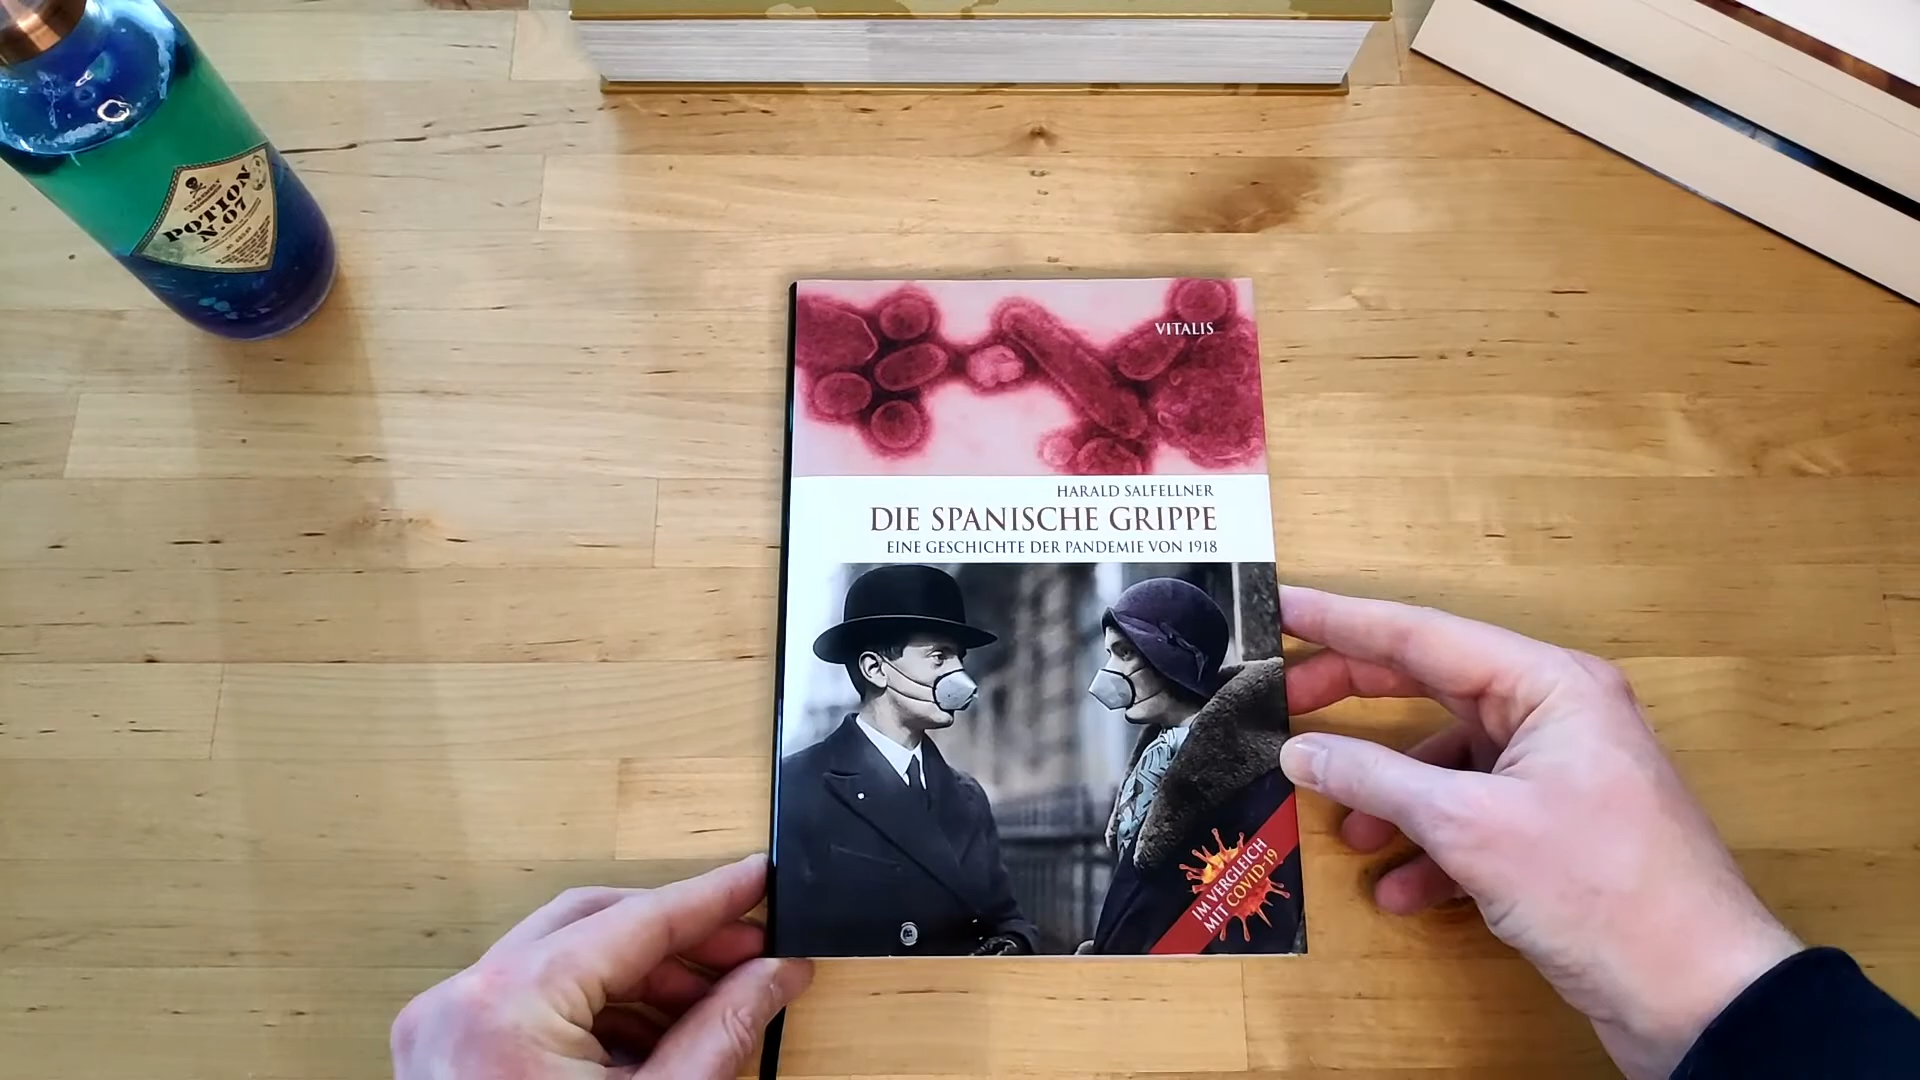 POTION
N.07
VITALIS
HARALD SALFELLNER
DIE SPANISCHE GRIPPE
EINE GESCHICHTE DER PANDEMIE VON 1918
IM VERGLEICH
MIT COVID-19